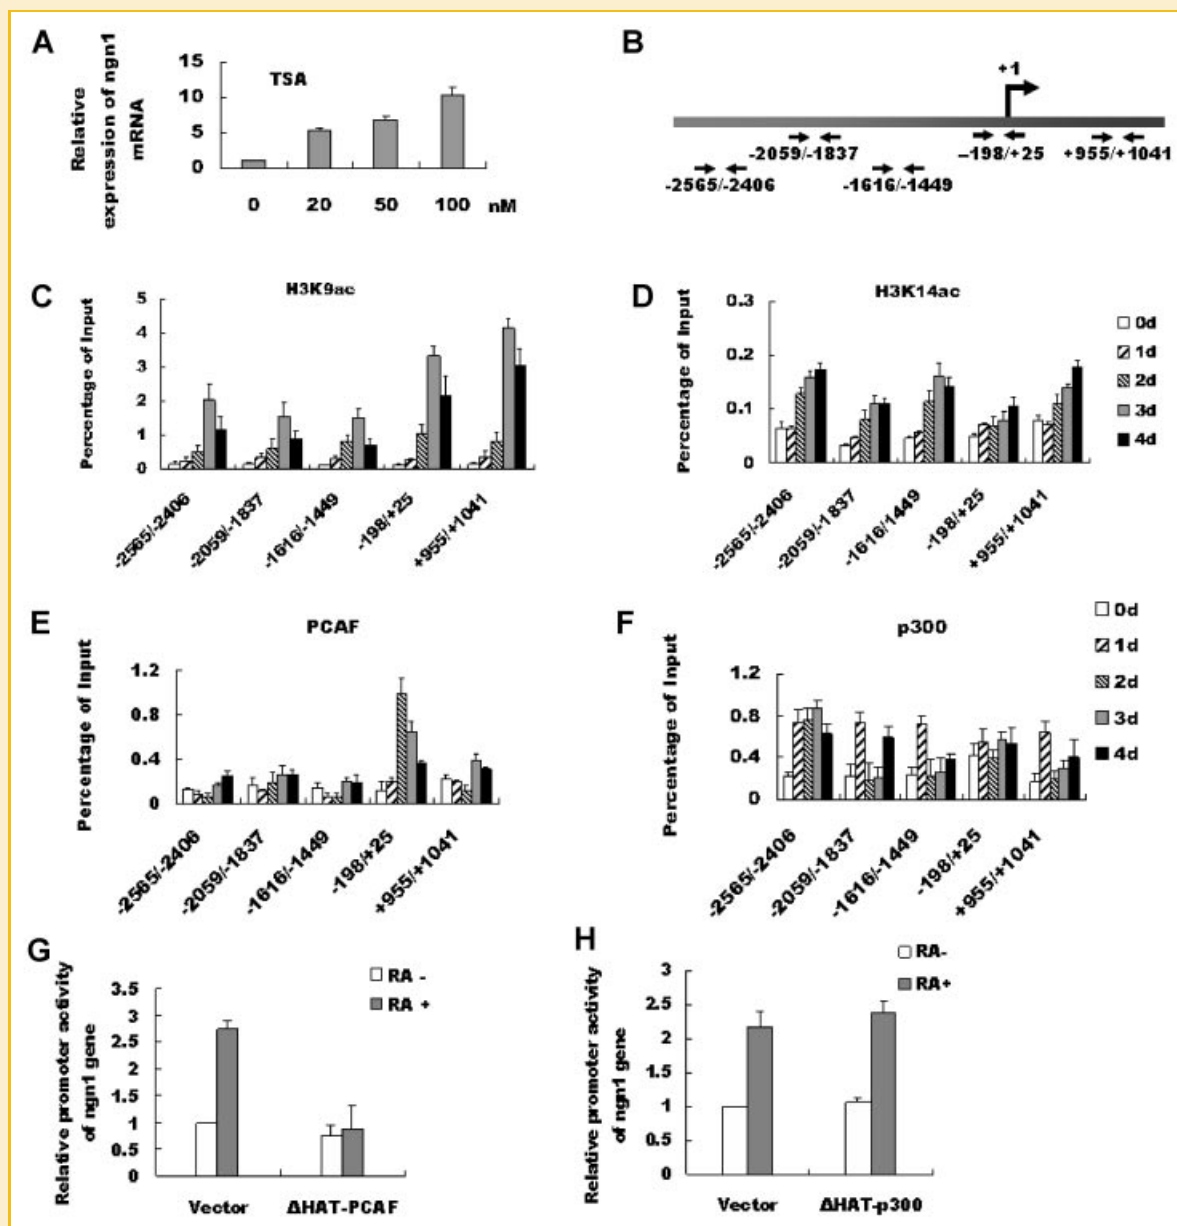 A
Relative
expression of ngn1
mRNA
15
10
5
0
TSA
0 20 50 100 nM
B
+1
-2059/-1837 –198/+25 +955/+1041
-2565/-2406 -1616/-1449
C
H3K9ac
Percentage of Input
5
4
3
2
1
0
-2565/-2406
-2059/-1837
-1616/-1449
-198/+25
+955/+1041
D
H3K14ac
Percentage of Input
0.3
0.2
0.1
0
-2565/-2406
-2059/-1837
-1616/1449
-198/+25
+955/+1041
0d
1d
2d
3d
4d
E
PCAF
Percentage of Input
1.2
0.8
0.4
0
-2565/-2406
-2059/-1837
-1616/-1449
-198/+25
+955/+1041
F
p300
Percentage of Input
1.2
0.8
0.4
0
-2565/-2406
-2059/-1837
-1616/-1449
-198/+25
+955/+1041
0d
1d
2d
3d
4d
G
Relative promoter activity
of ngn1 gene
3.5
3
2.5
2
1.5
1
0.5
0
RA -
RA +
Vector ΔHAT-PCAF
H
Relative promoter activity
of ngn1 gene
3
2.5
2
1.5
1
0.5
0
RA-
RA+
Vector ΔHAT-p300